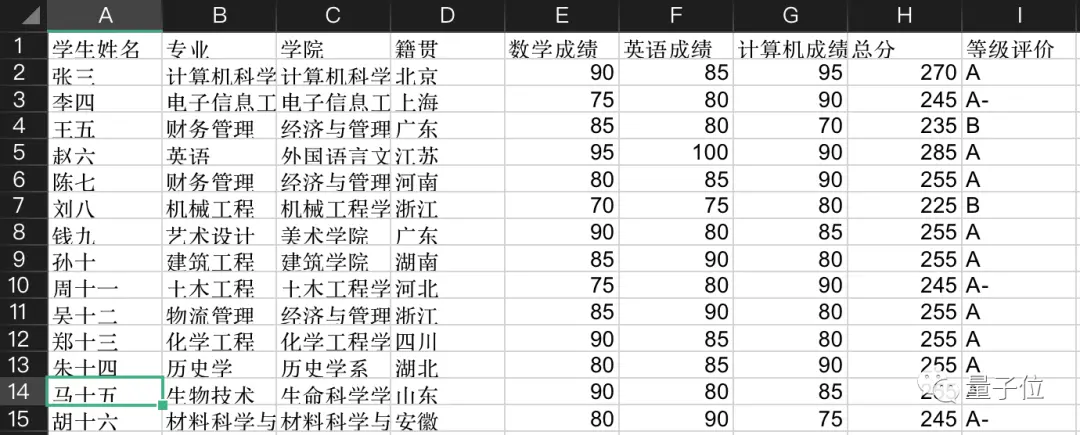 A B C D E F G H I
1 学生姓名 专业 学院 籍贯 数学成绩 英语成绩 计算机成绩 总分 等级评价
2 张三 计算机科学 计算机科学 北京 90 85 95 270 A
3 李四 电子信息工 电子信息工 上海 75 80 90 245 A-
4 王五 财务管理 经济与管理 广东 85 80 70 235 B
5 赵六 英语 外国语言文 江苏 95 100 90 285 A
6 陈七 财务管理 经济与管理 河南 80 85 90 255 A
7 刘八 机械工程 机械工程学 浙江 70 75 80 225 B
8 钱九 艺术设计 美术学院 广东 90 80 85 255 A
9 孙十 建筑工程 建筑学院 湖南 85 90 80 255 A
10 周十一 土木工程 土木工程学 河北 75 80 90 245 A-
11 吴十二 物流管理 经济与管理 浙江 85 90 80 255 A
12 郑十三 化学工程 化学工程学 四川 90 85 80 255 A
13 朱十四 历史学 历史学系 湖北 80 85 90 255 A
14 马十五 生物技术 生命科学学 山东 90 80 85 A
15 胡十六 材料科学与 材料科学与 安徽 80 90 75 245 A-
量子位